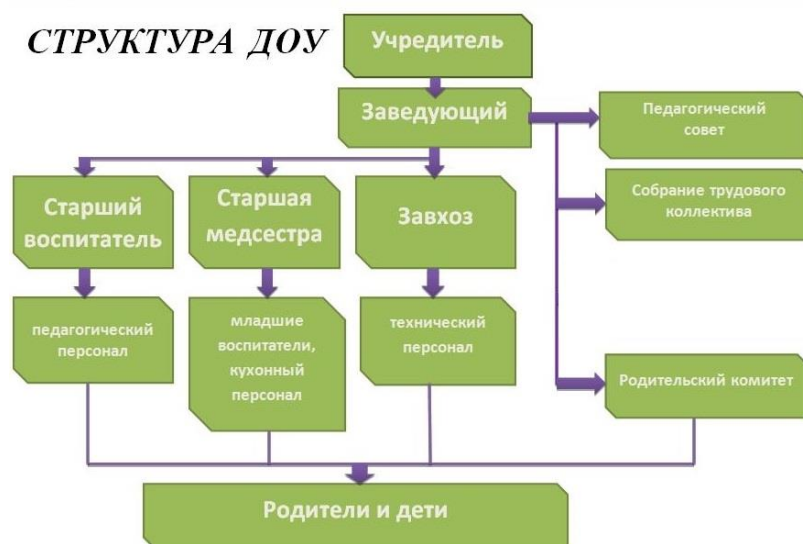 СТРУКТУРА ДОУ
Учредитель
Заведующий
Педагогический
совет
Собрание трудового
коллектива
Родительский комитет
Старший
воспитатель
Старшая
медсестра
Завхоз
педагогический
персонал
младшие
воспитатели,
кухонный
персонал
технический
персонал
Родители и дети